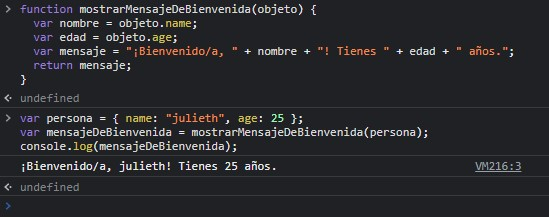 function mostrarMensajeDeBienvenida(objeto) {
var nombre = objeto.name;
var edad = objeto.age;
var mensaje = "¡Bienvenido/a, " + nombre + "! Tienes " + edad + " años.";
return mensaje;
}
undefined
var persona = { name: "julieth", age: 25 };
var mensajeDeBienvenida = mostrarMensajeDeBienvenida(persona);
console.log(mensajeDeBienvenida);
¡Bienvenido/a, julieth! Tienes 25 años. VM216:3
undefined